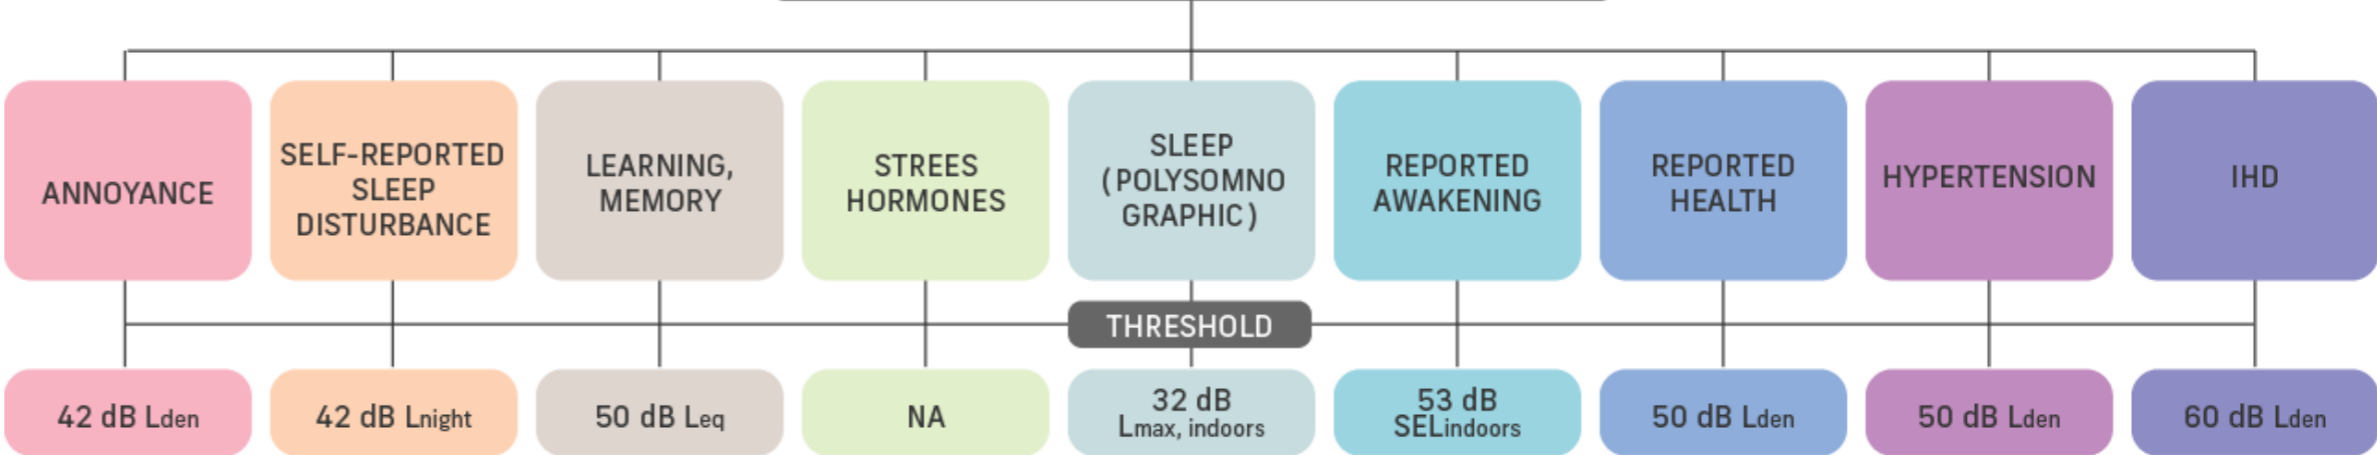 ANNOYANCE
SELF-REPORTED
SLEEP
DISTURBANCE
LEARNING,
MEMORY
STREES
HORMONES
SLEEP
(POLYSOMNO
GRAPHIC)
REPORTED
AWAKENING
REPORTED
HEALTH
HYPERTENSION
IHD
THRESHOLD
42 dB Lden
42 dB Lnight
50 dB Leq
NA
32 dB
Lmax, indoors
53 dB
SELindoors
50 dB Lden
50 dB Lden
60 dB Lden